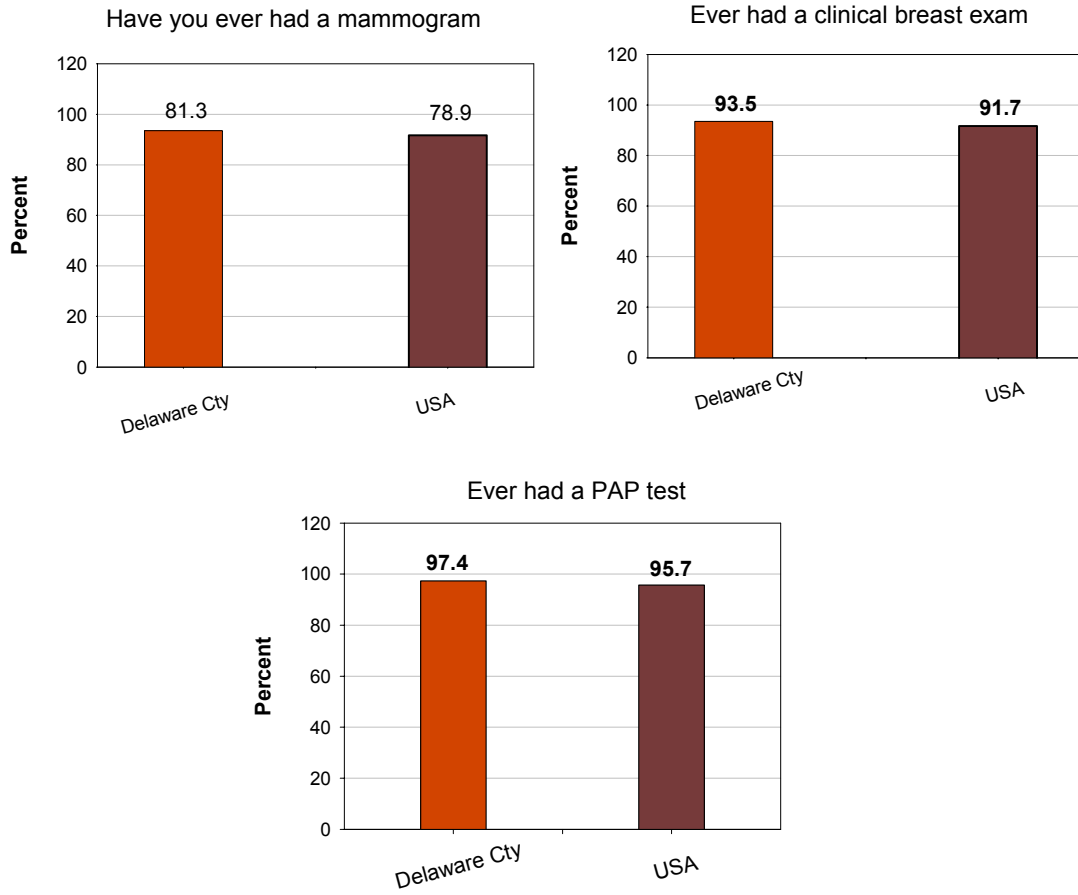 Have you ever had a mammogram
120
100
80
60
40
20
0
Percent
81.3
78.9
Delaware Cty
USA
Ever had a clinical breast exam
120
100
80
60
40
20
0
Percent
93.5
91.7
Delaware Cty
USA
Ever had a PAP test
120
100
80
60
40
20
0
Percent
97.4
95.7
Delaware Cty
USA